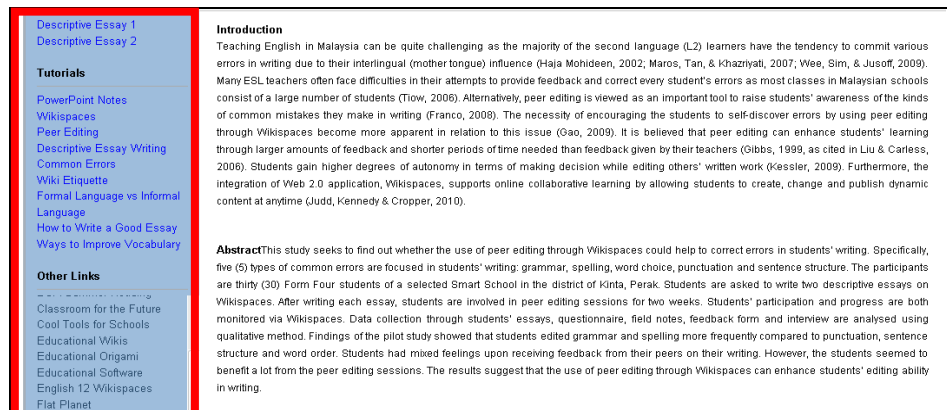 Descriptive Essay 1
Descriptive Essay 2
Tutorials
PowerPoint Notes
Wikispaces
Peer Editing
Descriptive Essay Writing
Common Errors
Wiki Etiquette
Formal Language vs Informal
Language
How to Write a Good Essay
Ways to Improve Vocabulary
Other Links
Classroom for the Future
Cool Tools for Schools
Educational Wikis
Educational Origami
Educational Software
English 12 Wikispaces
Flat Planet
Introduction
Teaching English in Malaysia can be quite challenging as the majority of the second language (L2) learners have the tendency to commit various
errors in writing due to their interlingual (mother tongue) influence (Haja Mohideen, 2002; Maros, Tan, & Khazriyati, 2007; Wee, Sim, & Jusoff, 2009).
Many ESL teachers often face difficulties in their attempts to provide feedback and correct every student's errors as most classes in Malaysian schools
consist of a large number of students (Tiow, 2006). Alternatively, peer editing is viewed as an important tool to raise students' awareness of the kinds
of common mistakes they make in writing (Franco, 2008). The necessity of encouraging the students to self-discover errors by using peer editing
through Wikispaces become more apparent in relation to this issue (Gao, 2009). It is believed that peer editing can enhance students' learning
through larger amounts of feedback and shorter periods of time needed than feedback given by their teachers (Gibbs, 1999, as cited in Liu & Carless,
2006). Students gain higher degrees of autonomy in terms of making decision while editing others' written work (Kessler, 2009). Furthermore, the
integration of Web 2.0 application, Wikispaces, supports online collaborative learning by allowing students to create, change and publish dynamic
content at anytime (Judd, Kennedy & Cropper, 2010).
AbstractThis study seeks to find out whether the use of peer editing through Wikispaces could help to correct errors in students' writing. Specifically,
five (5) types of common errors are focused in students' writing: grammar, spelling, word choice, punctuation and sentence structure. The participants
are thirty (30) Form Four students of a selected Smart School in the district of Kinta, Perak. Students are asked to write two descriptive essays on
Wikispaces. After writing each essay, students are involved in peer editing sessions for two weeks. Students' participation and progress are both
monitored via Wikispaces. Data collection through students' essays, questionnaire, field notes, feedback form and interview are analysed using
qualitative method. Findings of the pilot study showed that students edited grammar and spelling more frequently compared to punctuation, sentence
structure and word order. Students had mixed feelings upon receiving feedback from their peers on their writing. However, the students seemed to
benefit a lot from the peer editing sessions. The results suggest that the use of peer editing through Wikispaces can enhance students' editing ability
in writing.